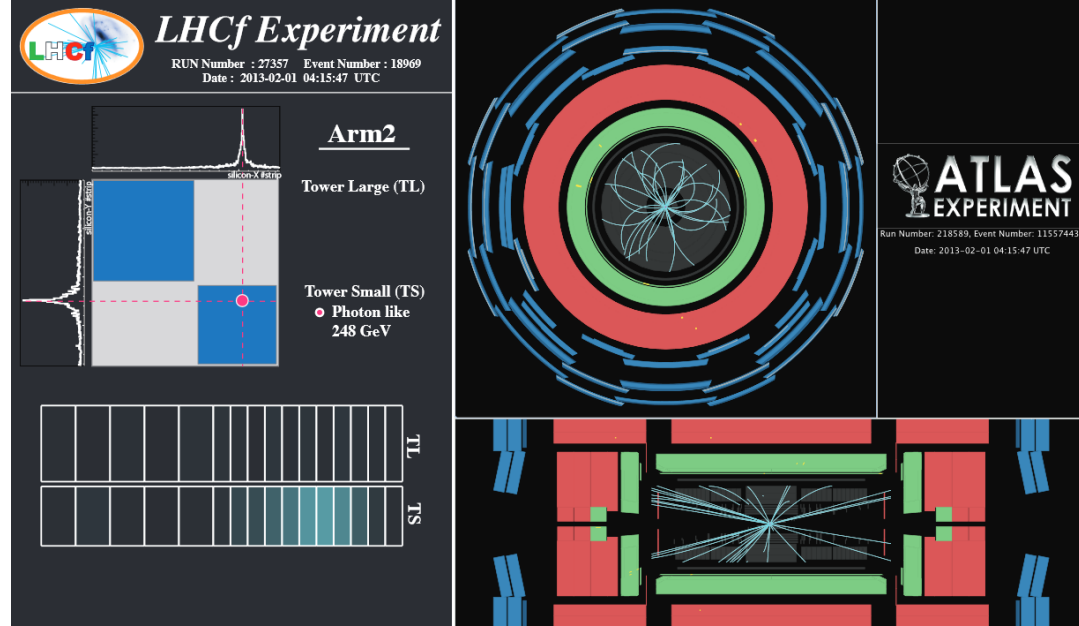 LHCf
LHCf Experiment
RUN Number : 27357 Event Number : 18969
Date : 2013-02-01 04:15:47 UTC
Arm2
silicon-X #strip
silicon-Y #strip
Tower Large (TL)
Tower Small (TS)
Photon like
248 GeV
TL
TS
ATLAS
EXPERIMENT
Run Number: 218589, Event Number: 11557443
Date: 2013-02-01 04:15:47 UTC